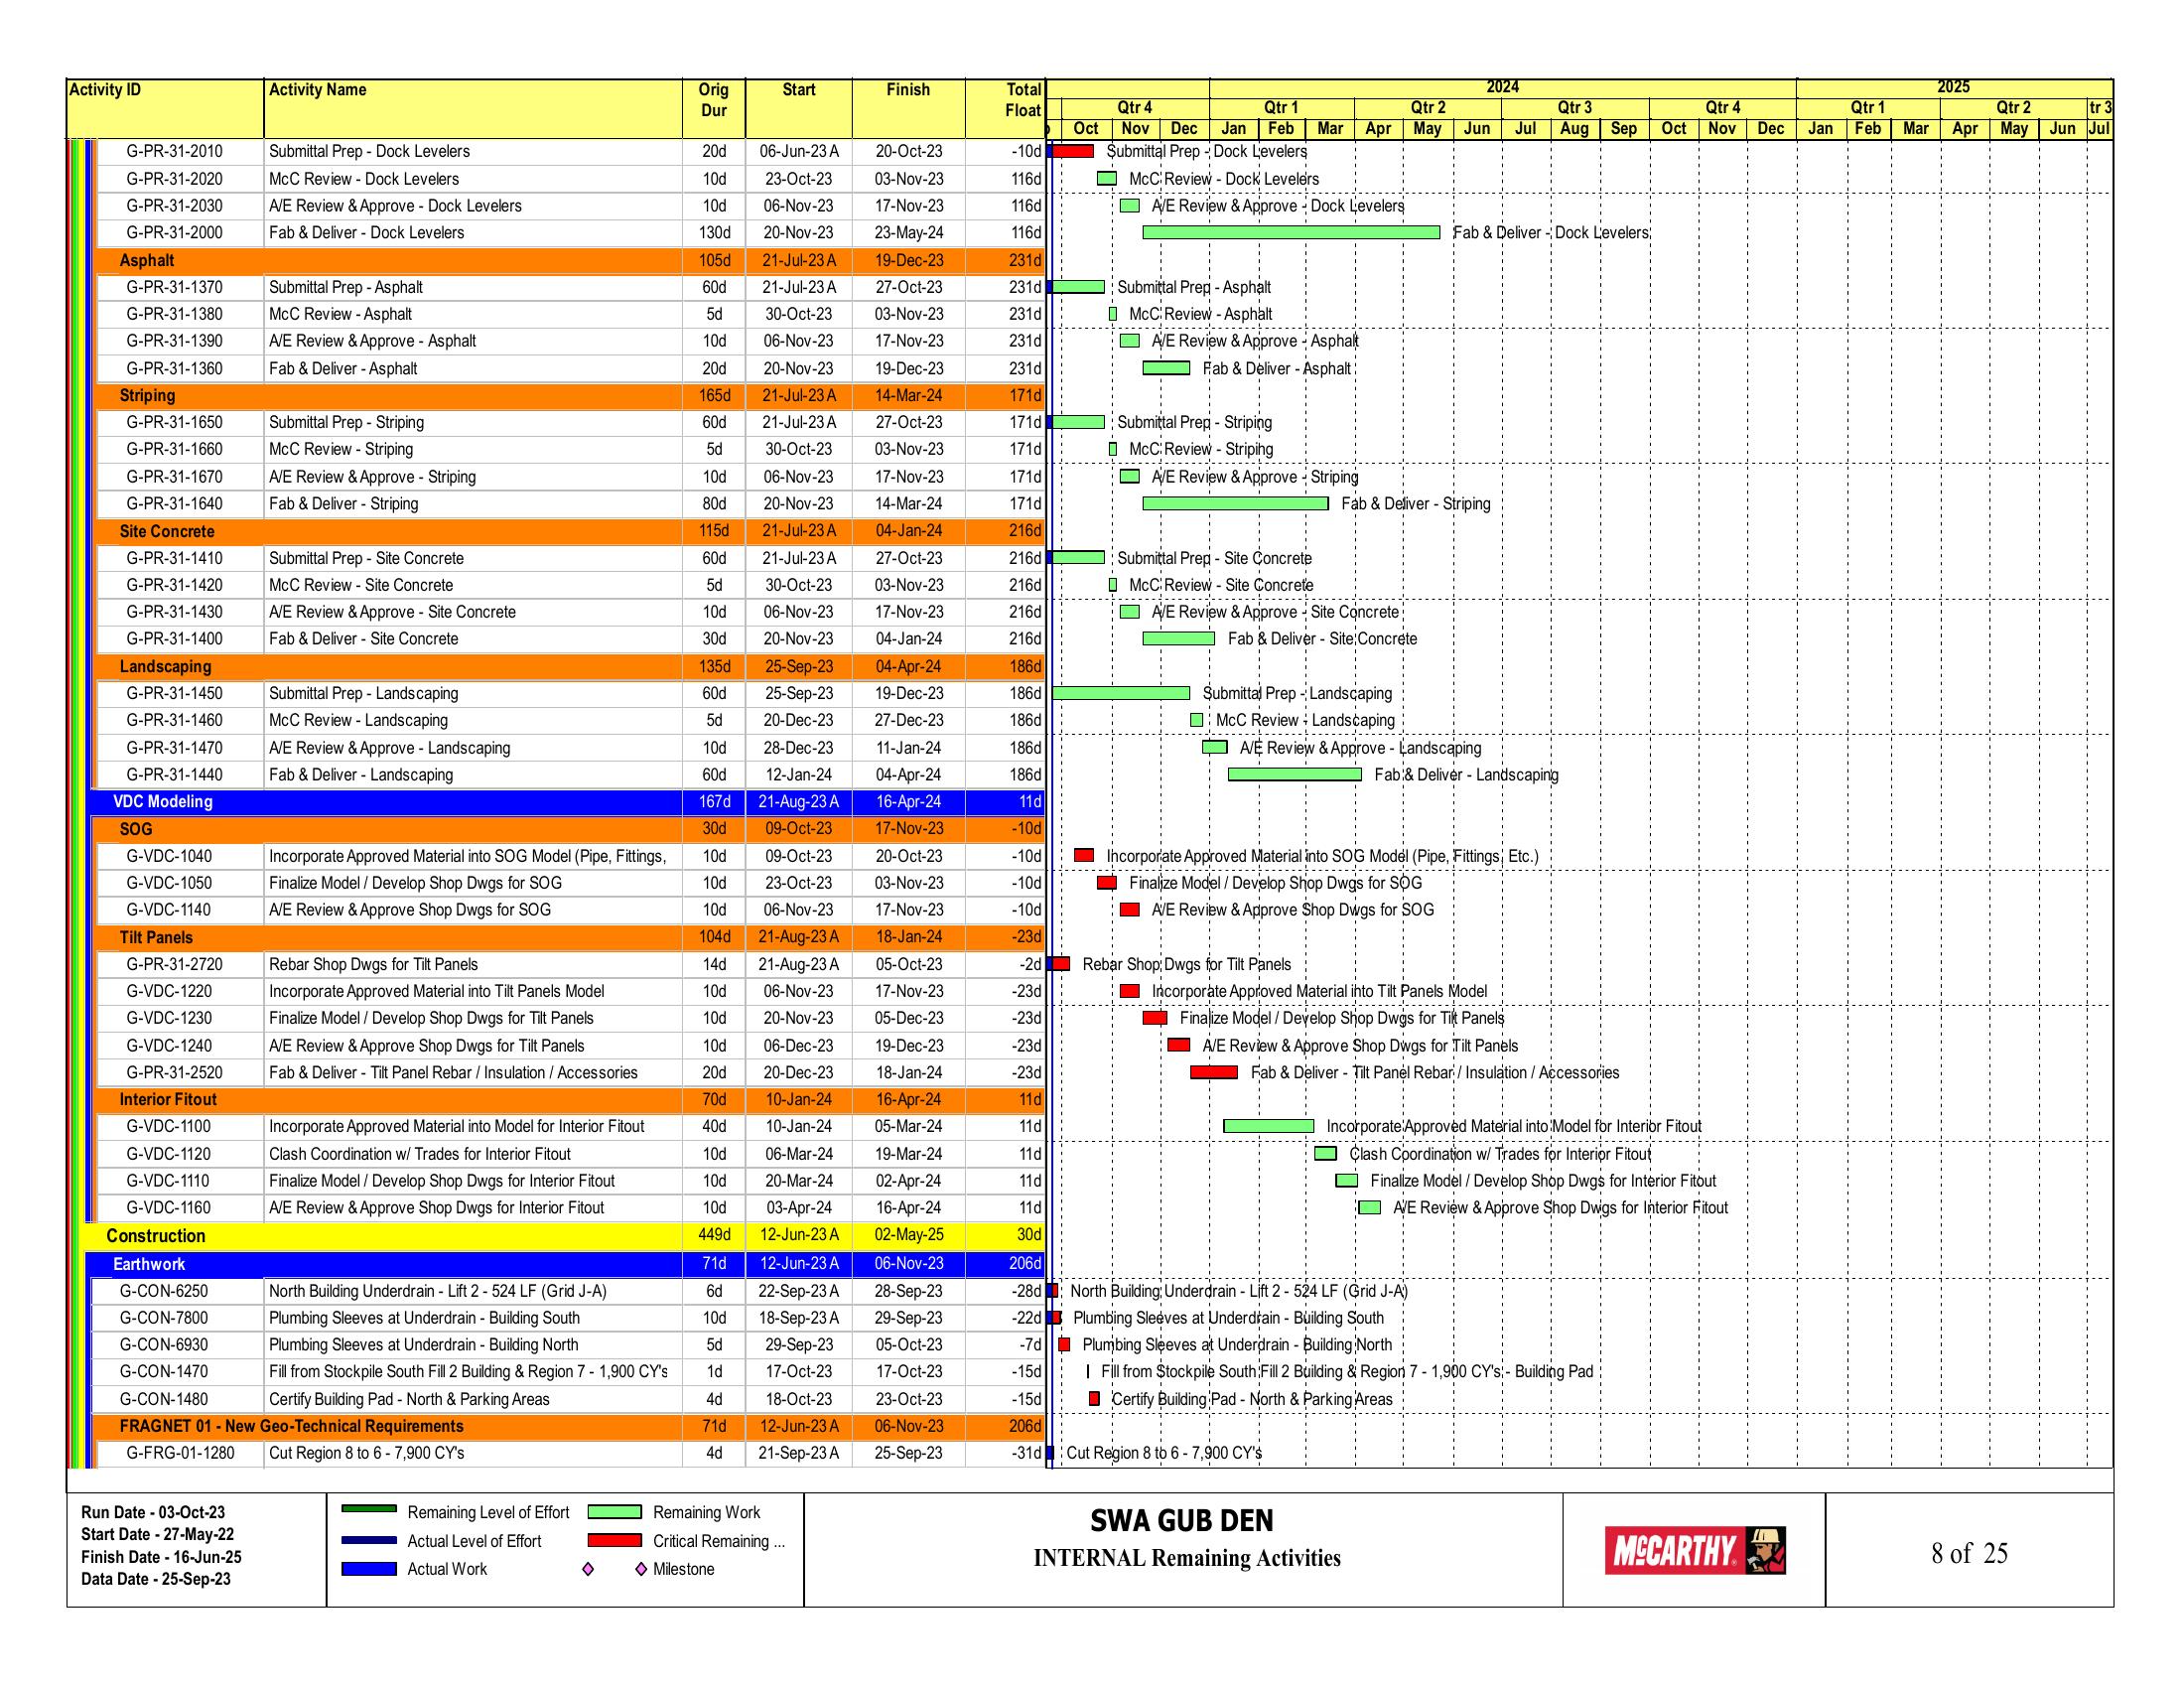 Activity ID Activity Name Orig Dur Start Finish Total Float
2024 2025
Qtr 4 Qtr 1 Qtr 2 Qtr 3 Qtr 4 Qtr 1 Qtr 2 tr 3
Oct Nov Dec Jan Feb Mar Apr May Jun Jul Aug Sep Oct Nov Dec Jan Feb Mar Apr May Jun Jul
G-PR-31-2010 Submittal Prep - Dock Levelers 20d 06-Jun-23 A 20-Oct-23 -10d Submittal Prep - Dock Levelers
G-PR-31-2020 McC Review - Dock Levelers 10d 23-Oct-23 03-Nov-23 116d McC Review - Dock Levelers
G-PR-31-2030 A/E Review & Approve - Dock Levelers 10d 06-Nov-23 17-Nov-23 116d A/E Review & Approve - Dock Levelers
G-PR-31-2000 Fab & Deliver - Dock Levelers 130d 20-Nov-23 23-May-24 116d Fab & Deliver - Dock Levelers
Asphalt 105d 21-Jul-23 A 19-Dec-23 231d
G-PR-31-1370 Submittal Prep - Asphalt 60d 21-Jul-23 A 27-Oct-23 231d Submittal Prep - Asphalt
G-PR-31-1380 McC Review - Asphalt 5d 30-Oct-23 03-Nov-23 231d McC Review - Asphalt
G-PR-31-1390 A/E Review & Approve - Asphalt 10d 06-Nov-23 17-Nov-23 231d A/E Review & Approve - Asphalt
G-PR-31-1360 Fab & Deliver - Asphalt 20d 20-Nov-23 19-Dec-23 231d Fab & Deliver - Asphalt
Striping 165d 21-Jul-23 A 14-Mar-24 171d
G-PR-31-1650 Submittal Prep - Striping 60d 21-Jul-23 A 27-Oct-23 171d Submittal Prep - Striping
G-PR-31-1660 McC Review - Striping 5d 30-Oct-23 03-Nov-23 171d McC Review - Striping
G-PR-31-1670 A/E Review & Approve - Striping 10d 06-Nov-23 17-Nov-23 171d A/E Review & Approve - Striping
G-PR-31-1640 Fab & Deliver - Striping 80d 20-Nov-23 14-Mar-24 171d Fab & Deliver - Striping
Site Concrete 115d 21-Jul-23 A 04-Jan-24 216d
G-PR-31-1410 Submittal Prep - Site Concrete 60d 21-Jul-23 A 27-Oct-23 216d Submittal Prep - Site Concrete
G-PR-31-1420 McC Review - Site Concrete 5d 30-Oct-23 03-Nov-23 216d McC Review - Site Concrete
G-PR-31-1430 A/E Review & Approve - Site Concrete 10d 06-Nov-23 17-Nov-23 216d A/E Review & Approve - Site Concrete
G-PR-31-1400 Fab & Deliver - Site Concrete 30d 20-Nov-23 04-Jan-24 216d Fab & Deliver - Site Concrete
Landscaping 135d 25-Sep-23 04-Apr-24 186d
G-PR-31-1450 Submittal Prep - Landscaping 60d 25-Sep-23 19-Dec-23 186d Submittal Prep - Landscaping
G-PR-31-1460 McC Review - Landscaping 5d 20-Dec-23 27-Dec-23 186d McC Review - Landscaping
G-PR-31-1470 A/E Review & Approve - Landscaping 10d 28-Dec-23 11-Jan-24 186d A/E Review & Approve - Landscaping
G-PR-31-1440 Fab & Deliver - Landscaping 60d 12-Jan-24 04-Apr-24 186d Fab & Deliver - Landscaping
VDC Modeling 167d 21-Aug-23 A 16-Apr-24 11d
SOG 30d 09-Oct-23 17-Nov-23 -10d
G-VDC-1040 Incorporate Approved Material into SOG Model (Pipe, Fittings, 10d 09-Oct-23 20-Oct-23 -10d Incorporate Approved Material into SOG Model (Pipe, Fittings, Etc.)
G-VDC-1050 Finalize Model / Develop Shop Dwgs for SOG 10d 23-Oct-23 03-Nov-23 -10d Finalize Model / Develop Shop Dwgs for SOG
G-VDC-1140 A/E Review & Approve Shop Dwgs for SOG 10d 06-Nov-23 17-Nov-23 -10d A/E Review & Approve Shop Dwgs for SOG
Tilt Panels 104d 21-Aug-23 A 18-Jan-24 -23d
G-PR-31-2720 Rebar Shop Dwgs for Tilt Panels 14d 21-Aug-23 A 05-Oct-23 -2d Rebar Shop Dwgs for Tilt Panels
G-VDC-1220 Incorporate Approved Material into Tilt Panels Model 10d 06-Nov-23 17-Nov-23 -23d Incorporate Approved Material into Tilt Panels Model
G-VDC-1230 Finalize Model / Develop Shop Dwgs for Tilt Panels 10d 20-Nov-23 05-Dec-23 -23d Finalize Model / Develop Shop Dwgs for Tilt Panels
G-VDC-1240 A/E Review & Approve Shop Dwgs for Tilt Panels 10d 06-Dec-23 19-Dec-23 -23d A/E Review & Approve Shop Dwgs for Tilt Panels
G-PR-31-2520 Fab & Deliver - Tilt Panel Rebar / Insulation / Accessories 20d 20-Dec-23 18-Jan-24 -23d Fab & Deliver - Tilt Panel Rebar / Insulation / Accessories
Interior Fitout 70d 10-Jan-24 16-Apr-24 11d
G-VDC-1100 Incorporate Approved Material into Model for Interior Fitout 40d 10-Jan-24 05-Mar-24 11d Incorporate Approved Material into Model for Interior Fitout
G-VDC-1120 Clash Coordination w/ Trades for Interior Fitout 10d 06-Mar-24 19-Mar-24 11d Clash Coordination w/ Trades for Interior Fitout
G-VDC-1110 Finalize Model / Develop Shop Dwgs for Interior Fitout 10d 20-Mar-24 02-Apr-24 11d Finalize Model / Develop Shop Dwgs for Interior Fitout
G-VDC-1160 A/E Review & Approve Shop Dwgs for Interior Fitout 10d 03-Apr-24 16-Apr-24 11d A/E Review & Approve Shop Dwgs for Interior Fitout
Construction 449d 12-Jun-23 A 02-May-25 30d
Earthwork 71d 12-Jun-23 A 06-Nov-23 206d
G-CON-6250 North Building Underdrain - Lift 2 - 524 LF (Grid J-A) 6d 22-Sep-23 A 28-Sep-23 -28d North Building Underdrain - Lift 2 - 524 LF (Grid J-A)
G-CON-7800 Plumbing Sleeves at Underdrain - Building South 10d 18-Sep-23 A 29-Sep-23 -22d Plumbing Sleeves at Underdrain - Building South
G-CON-6930 Plumbing Sleeves at Underdrain - Building North 5d 29-Sep-23 05-Oct-23 -7d Plumbing Sleeves at Underdrain - Building North
G-CON-1470 Fill from Stockpile South Fill 2 Building & Region 7 - 1,900 CY's 1d 17-Oct-23 17-Oct-23 -15d Fill from Stockpile South Fill 2 Building & Region 7 - 1,900 CY's - Building Pad
G-CON-1480 Certify Building Pad - North & Parking Areas 4d 18-Oct-23 23-Oct-23 -15d Certify Building Pad - North & Parking Areas
FRAGNET 01 - New Geo-Technical Requirements 71d 12-Jun-23 A 06-Nov-23 206d
G-FRG-01-1280 Cut Region 8 to 6 - 7,900 CY's 4d 21-Sep-23 A 25-Sep-23 -31d Cut Region 8 to 6 - 7,900 CY's
Run Date - 03-Oct-23
Start Date - 27-May-22
Finish Date - 16-Jun-25
Data Date - 25-Sep-23
Remaining Level of Effort Remaining Work
Actual Level of Effort Critical Remaining ...
Actual Work Milestone
SWA GUB DEN
INTERNAL Remaining Activities
McCARTHY
8 of 25